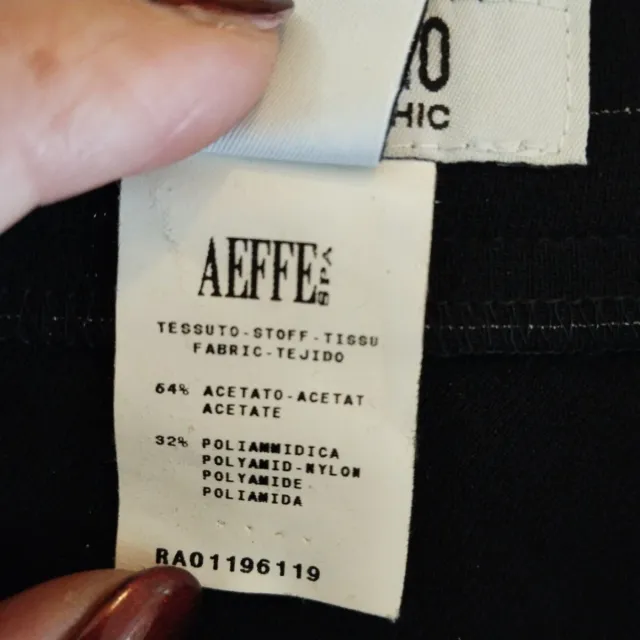 HIC
AEFFE SPA
TESSUTO-STOFF-TISSU
FABRIC-TEJIDO
64% ACETATO-ACETAT
ACETATE
32% POLIAMMIDICA
POLYAMID-NYLON
POLYAMIDE
POLIAMIDA
RA01196119